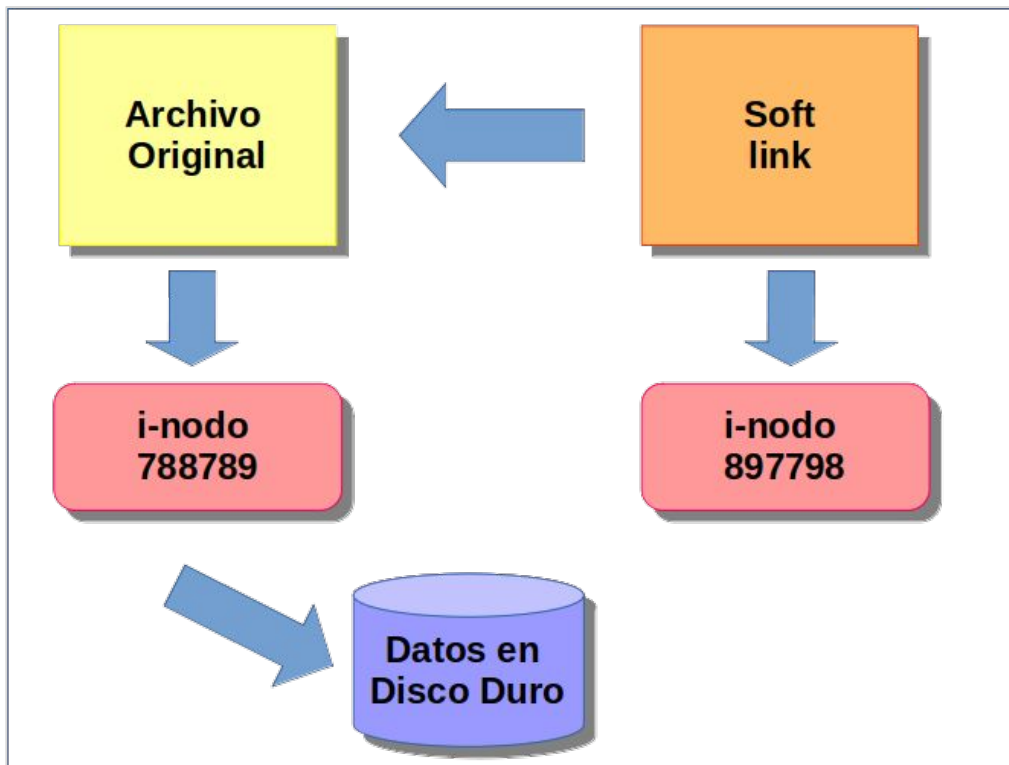 Archivo
Original
Soft
link
i-nodo
788789
i-nodo
897798
Datos en
Disco Duro